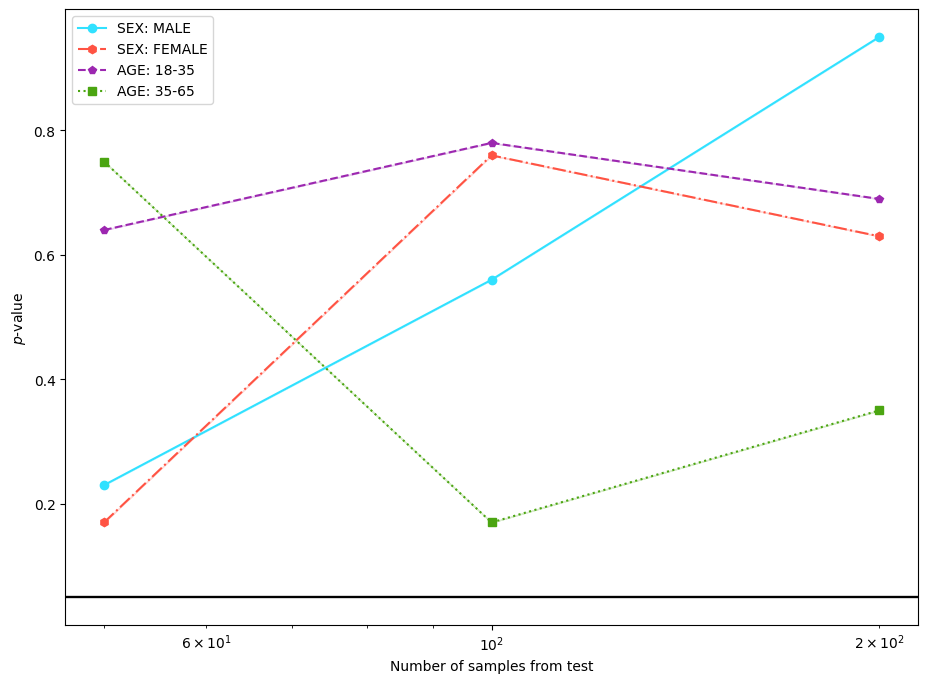 SEX: MALE
SEX: FEMALE
AGE: 18-35
AGE: 35-65
0.8
0.6
0.4
0.2
p-value
6 × 10¹
10²
2 × 10²
Number of samples from test